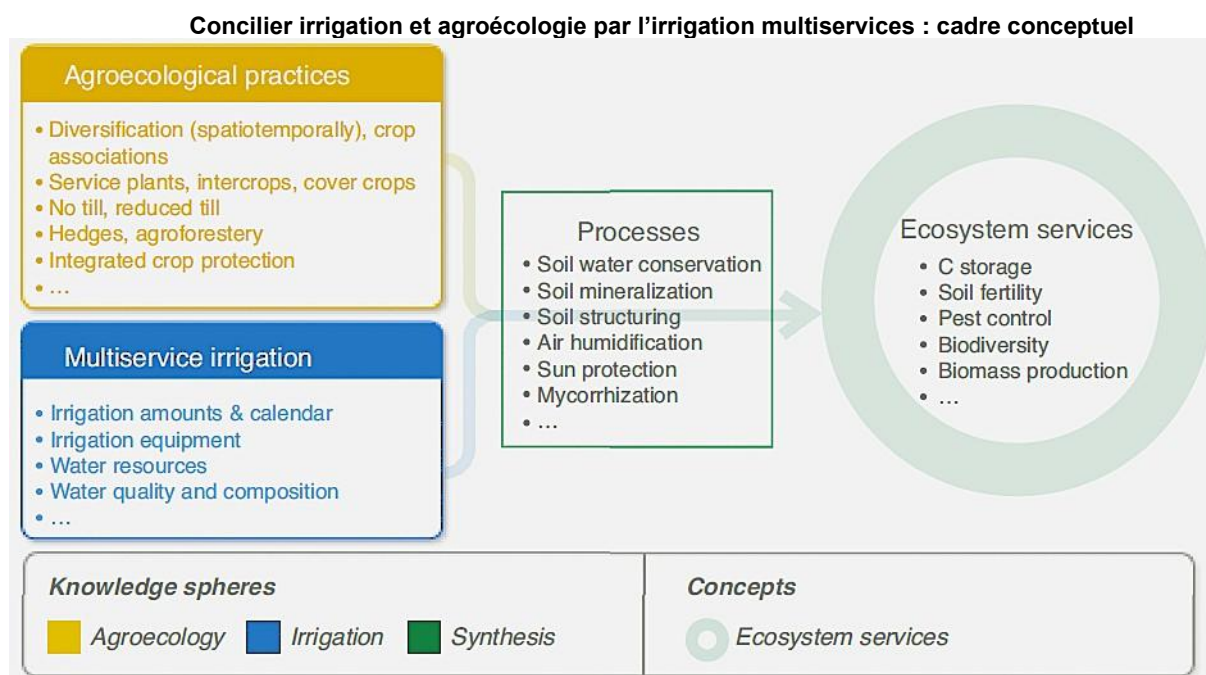 Concilier irrigation et agroécologie par l’irrigation multiservices : cadre conceptuel
Agroecological practices
• Diversification (spatiotemporally), crop
associations
• Service plants, intercrops, cover crops
• No till, reduced till
• Hedges, agroforestery
• Integrated crop protection
• ...
Multiservice irrigation
• Irrigation amounts & calendar
• Irrigation equipment
• Water resources
• Water quality and composition
• ...
Processes
• Soil water conservation
• Soil mineralization
• Soil structuring
• Air humidification
• Sun protection
• Mycorrhization
• ...
Ecosystem services
• C storage
• Soil fertility
• Pest control
• Biodiversity
• Biomass production
• ...
Knowledge spheres
Agroecology Irrigation Synthesis
Concepts
Ecosystem services